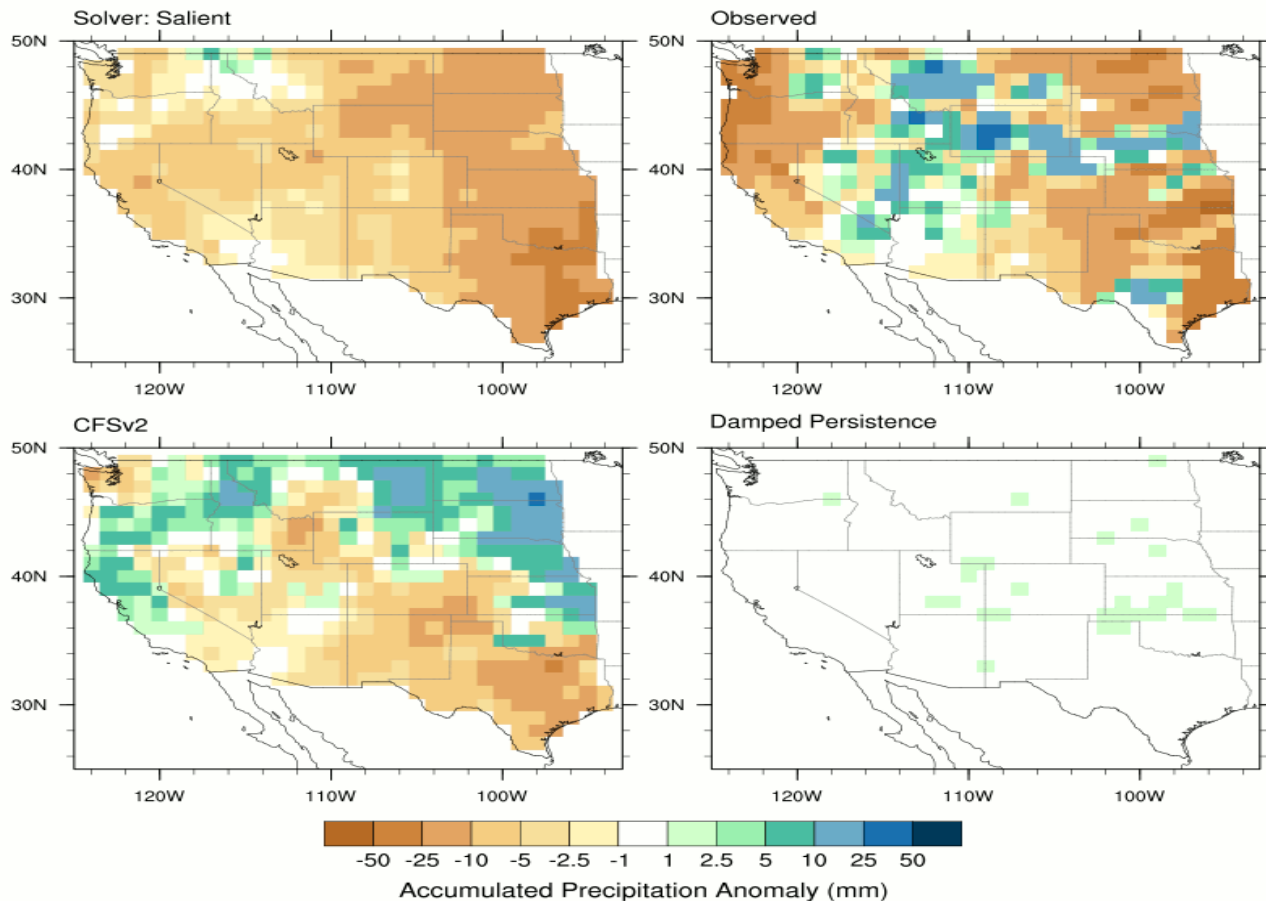 Solver: Salient
Observed
50N
40N
30N
120W 110W 100W
50N
40N
30N
120W 110W 100W
CFSv2
Damped Persistence
50N
40N
30N
120W 110W 100W
50N
40N
30N
120W 110W 100W
-50 -25 -10 -5 -2.5 -1 1 2.5 5 10 25 50
Accumulated Precipitation Anomaly (mm)